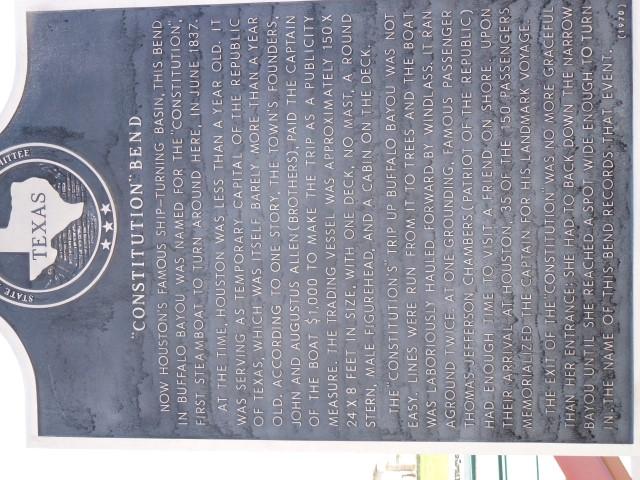 STATE
MITTEE
TEXAS
"CONSTITUTION" BEND
NOW HOUSTON'S FAMOUS SHIP-TURNING BASIN, THIS BEND
IN BUFFALO BAYOU WAS NAMED FOR THE "CONSTITUTION",
FIRST STEAMBOAT TO TURN AROUND HERE, IN JUNE, 1837.
AT THE TIME, HOUSTON WAS LESS THAN A YEAR OLD. IT
WAS SERVING AS TEMPORARY CAPITAL OF THE REPUBLIC
OF TEXAS, WHICH WAS ITSELF BARELY MORE THAN A YEAR
OLD. ACCORDING TO ONE STORY, THE TOWN'S FOUNDERS,
JOHN AND AUGUSTUS ALLEN (BROTHERS), PAID THE CAPTAIN
OF THE BOAT $1,000 TO MAKE THE TRIP AS A PUBLICITY
MEASURE. THE TRADING VESSEL WAS APPROXIMATELY 150 X
24 X 8 FEET IN SIZE, WITH ONE DECK, NO MAST, A ROUND
STERN, MALE FIGUREHEAD, AND A CABIN ON THE DECK.
THE "CONSTITUTION'S" TRIP UP BUFFALO BAYOU WAS NOT
EASY. LINES WERE RUN FROM IT TO TREES AND THE BOAT
WAS LABORIOUSLY HAULED FORWARD BY WINDLASS. IT RAN
AGROUND TWICE. AT ONE GROUNDING, FAMOUS PASSENGER
THOMAS JEFFERSON CHAMBERS (PATRIOT OF THE REPUBLIC)
HAD ENOUGH TIME TO VISIT A FRIEND ON SHORE. UPON
THEIR ARRIVAL AT HOUSTON, 35 OF THE 150 PASSENGERS
MEMORIALIZED THE CAPTAIN FOR HIS LANDMARK VOYAGE.
THE EXIT OF THE "CONSTITUTION" WAS NO MORE GRACEFUL
THAN HER ENTRANCE: SHE HAD TO BACK DOWN THE NARROW
BAYOU UNTIL SHE REACHED A SPOT WIDE ENOUGH TO TURN
IN. THE NAME OF THIS BEND RECORDS THAT EVENT.
(1970)